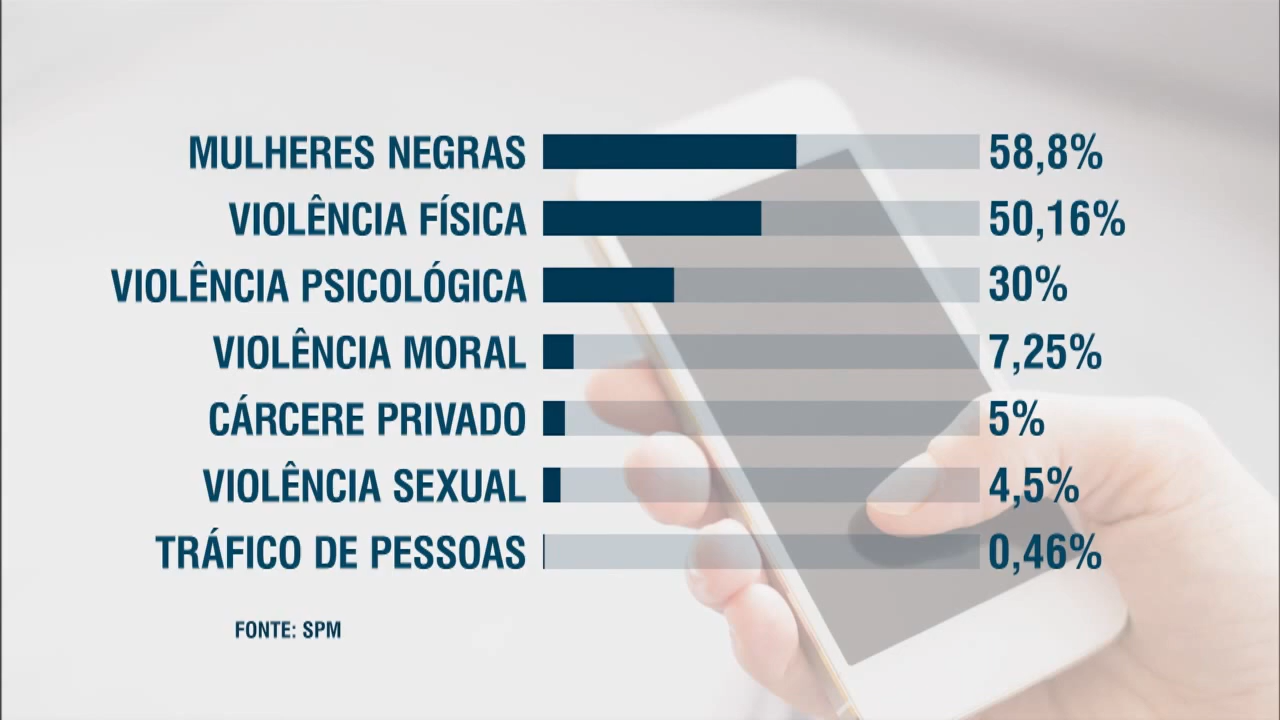 MULHERES NEGRAS 58,8%
VIOLÊNCIA FÍSICA 50,16%
VIOLÊNCIA PSICOLÓGICA 30%
VIOLÊNCIA MORAL 7,25%
CÁRCERE PRIVADO 5%
VIOLÊNCIA SEXUAL 4,5%
TRÁFICO DE PESSOAS 0,46%
FONTE: SPM